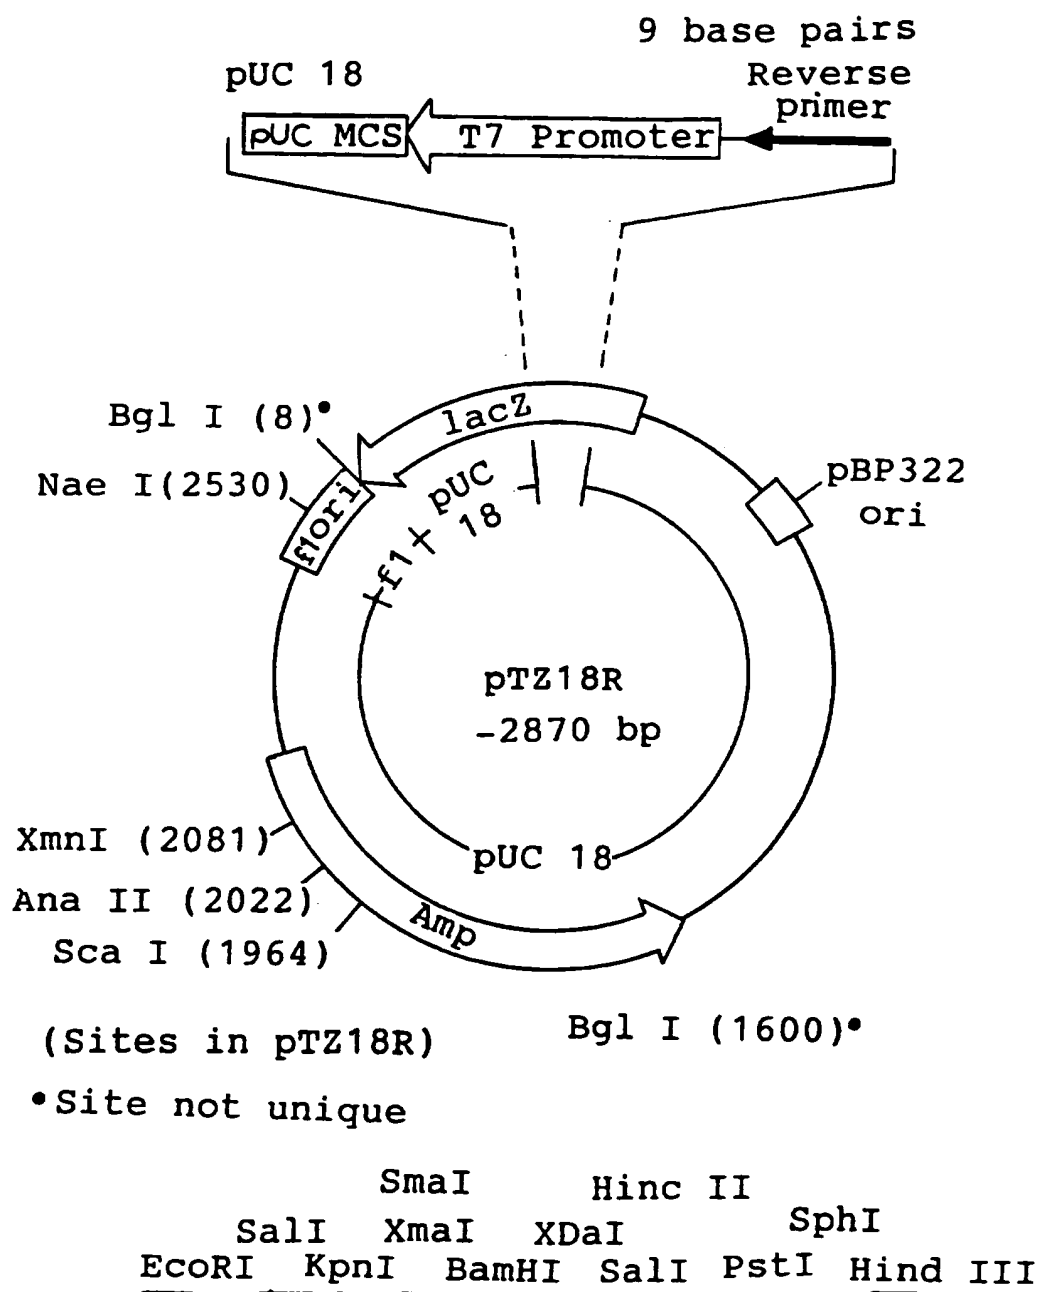 9 base pairs
pUC 18
Reverse
primer
pUC MCS
T7 Promoter
lacZ
Bgl I (8)•
Nae I(2530)
f1ori
pUC
18
f1
pBP322
ori
pTZ18R
-2870 bp
pUC 18
XmnI (2081)
Ana II (2022)
Sca I (1964)
Amp
Bgl I (1600)•
(Sites in pTZ18R)
•Site not unique
SmaI Hinc II
SalI XmaI XDaI SphI
EcoRI KpnI BamHI SalI PstI Hind III